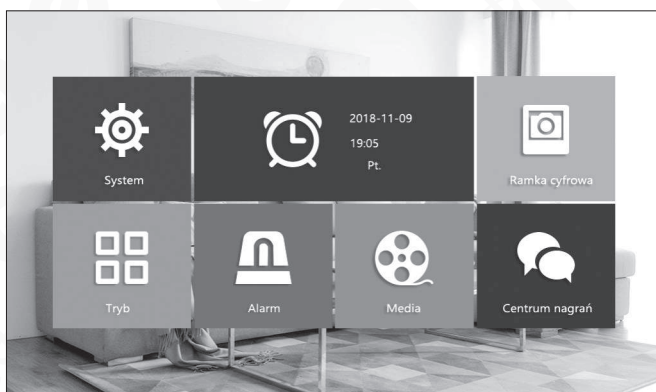 System
2018-11-09
19:05
Pt.
Ramka cyfrowa
Tryb
Alarm
Media
Centrum nagrań